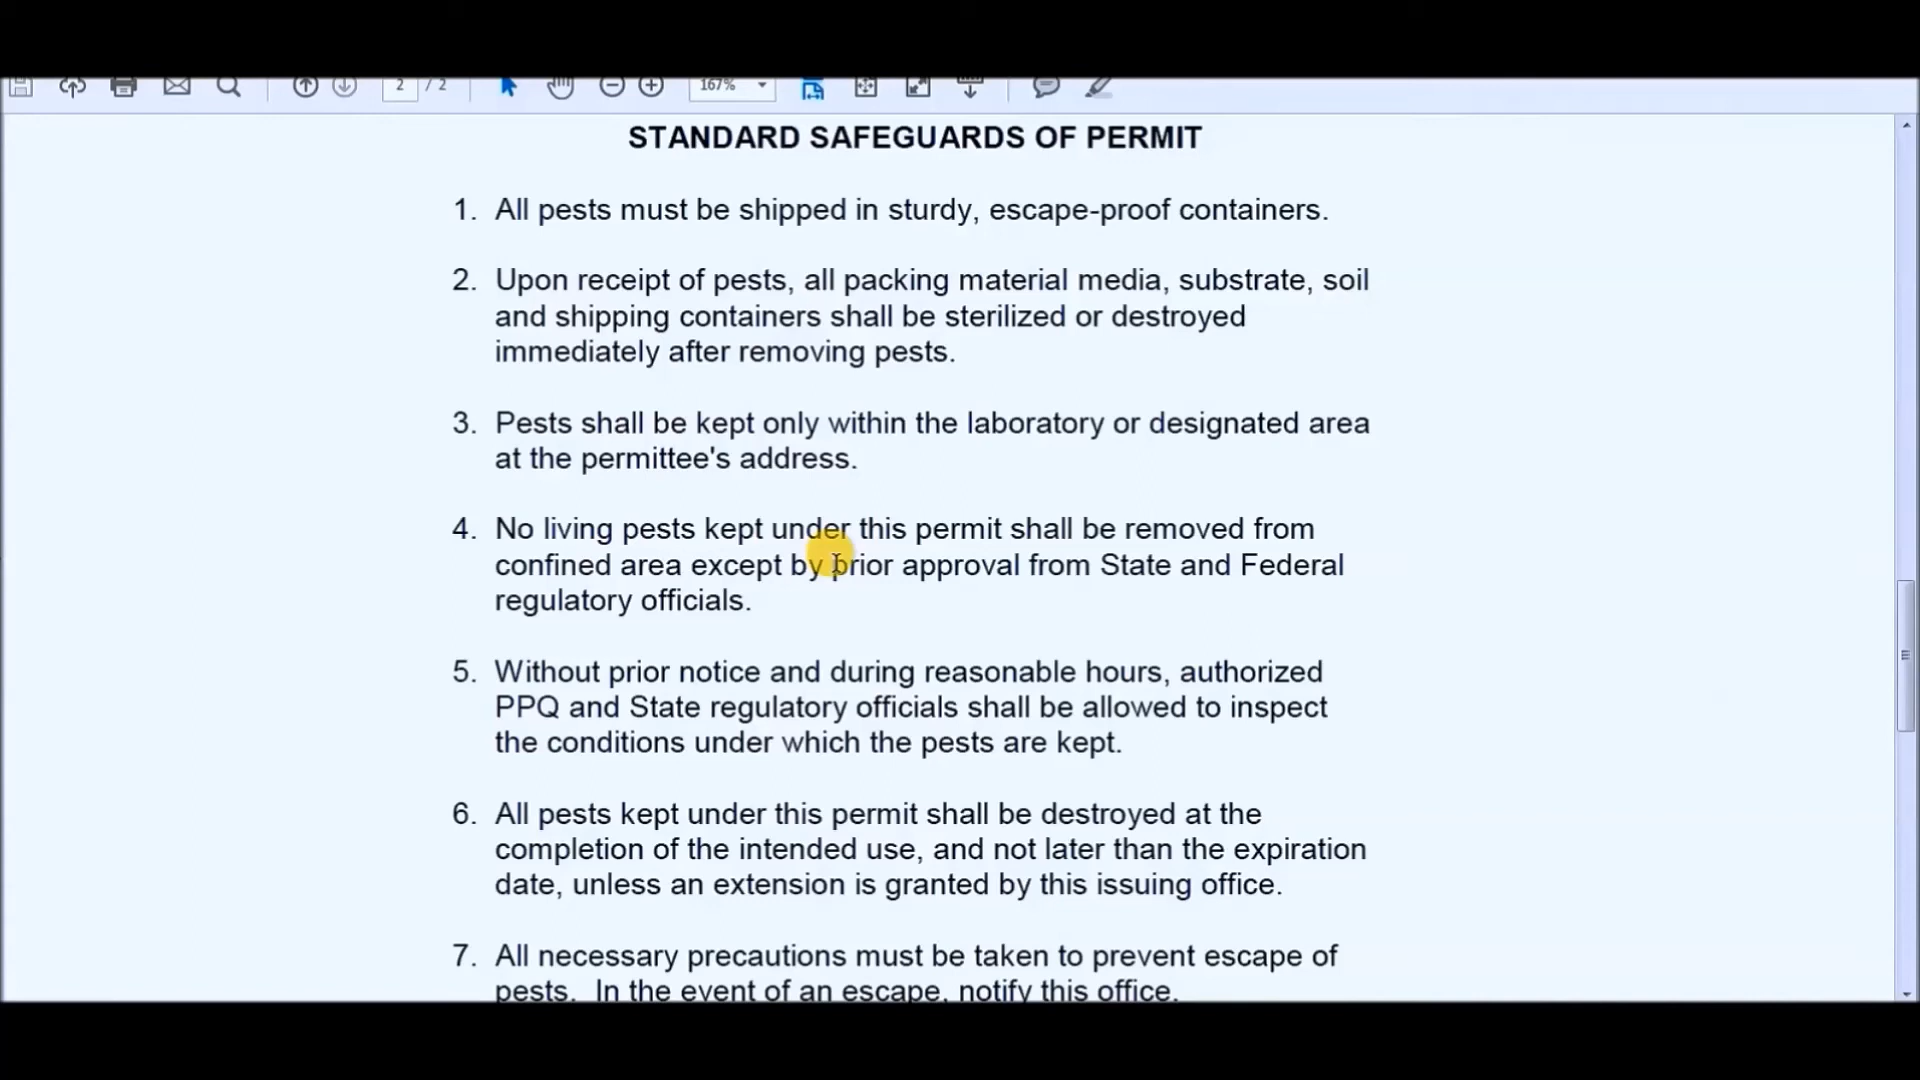 2 / 2 167%
STANDARD SAFEGUARDS OF PERMIT
1. All pests must be shipped in sturdy, escape-proof containers.
2. Upon receipt of pests, all packing material media, substrate, soil
and shipping containers shall be sterilized or destroyed
immediately after removing pests.
3. Pests shall be kept only within the laboratory or designated area
at the permittee's address.
4. No living pests kept under this permit shall be removed from
confined area except by prior approval from State and Federal
regulatory officials.
5. Without prior notice and during reasonable hours, authorized
PPQ and State regulatory officials shall be allowed to inspect
the conditions under which the pests are kept.
6. All pests kept under this permit shall be destroyed at the
completion of the intended use, and not later than the expiration
date, unless an extension is granted by this issuing office.
7. All necessary precautions must be taken to prevent escape of
pests. In the event of an escape, notify this office.